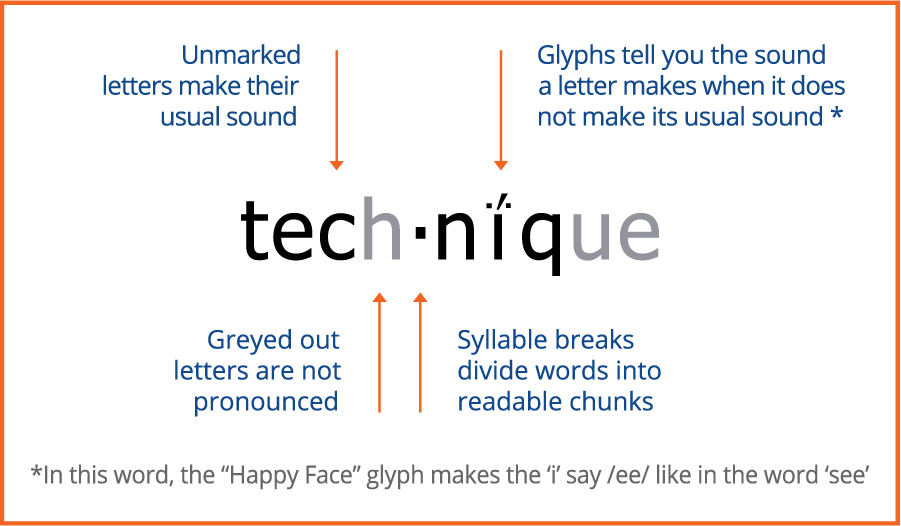 Unmarked
letters make their
usual sound
Glyphs tell you the sound
a letter makes when it does
not make its usual sound *
tech·nïque
Greyed out
letters are not
pronounced
Syllable breaks
divide words into
readable chunks
*In this word, the “Happy Face” glyph makes the ‘i’ say /ee/ like in the word ‘see’